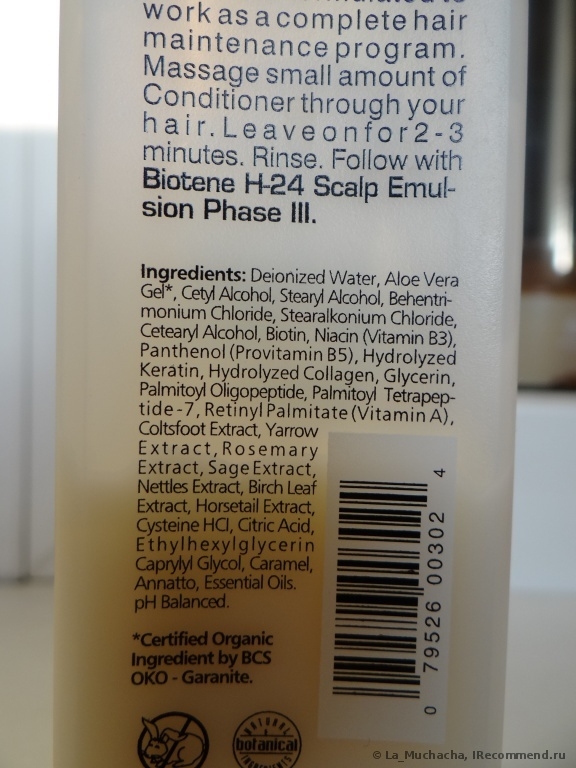 work as a complete hair
maintenance program.
Massage small amount of
Conditioner through your
hair. Leave on for 2-3
minutes. Rinse. Follow with
Biotene H-24 Scalp Emul-
sion Phase III.
Ingredients: Deionized Water, Aloe Vera
Gel*, Cetyl Alcohol, Stearyl Alcohol, Behentri-
monium Chloride, Stearalkonium Chloride,
Cetearyl Alcohol, Biotin, Niacin (Vitamin B3),
Panthenol (Provitamin B5), Hydrolyzed
Keratin, Hydrolyzed Collagen, Glycerin,
Palmitoyl Oligopeptide, Palmitoyl Tetrapep-
tide-7, Retinyl Palmitate (Vitamin A),
Coltsfoot Extract, Yarrow
Extract, Rosemary
Extract, Sage Extract,
Nettles Extract, Birch Leaf
Extract, Horsetail Extract,
Cysteine HCl, Citric Acid,
Ethylhexylglycerin
Caprylyl Glycol, Caramel,
Annatto, Essential Oils.
pH Balanced.
*Certified Organic
Ingredient by BCS
OKO - Garanite.
0 79526 00302 4
NATURAL
botanical
INGREDIENTS
© La_Muchacha, IRecommend.ru